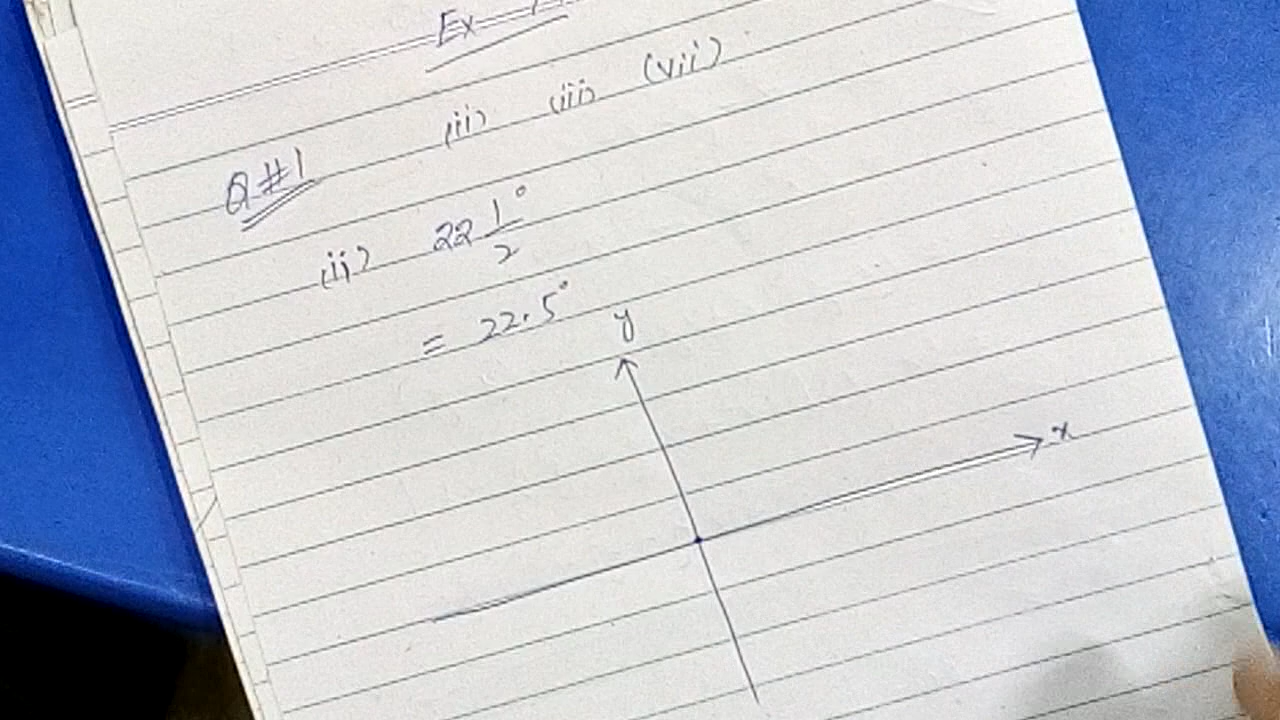 Ex
(ii) (iii) (vii)
Q#1
(ii) 22 1/2°
= 22.5°
y
x